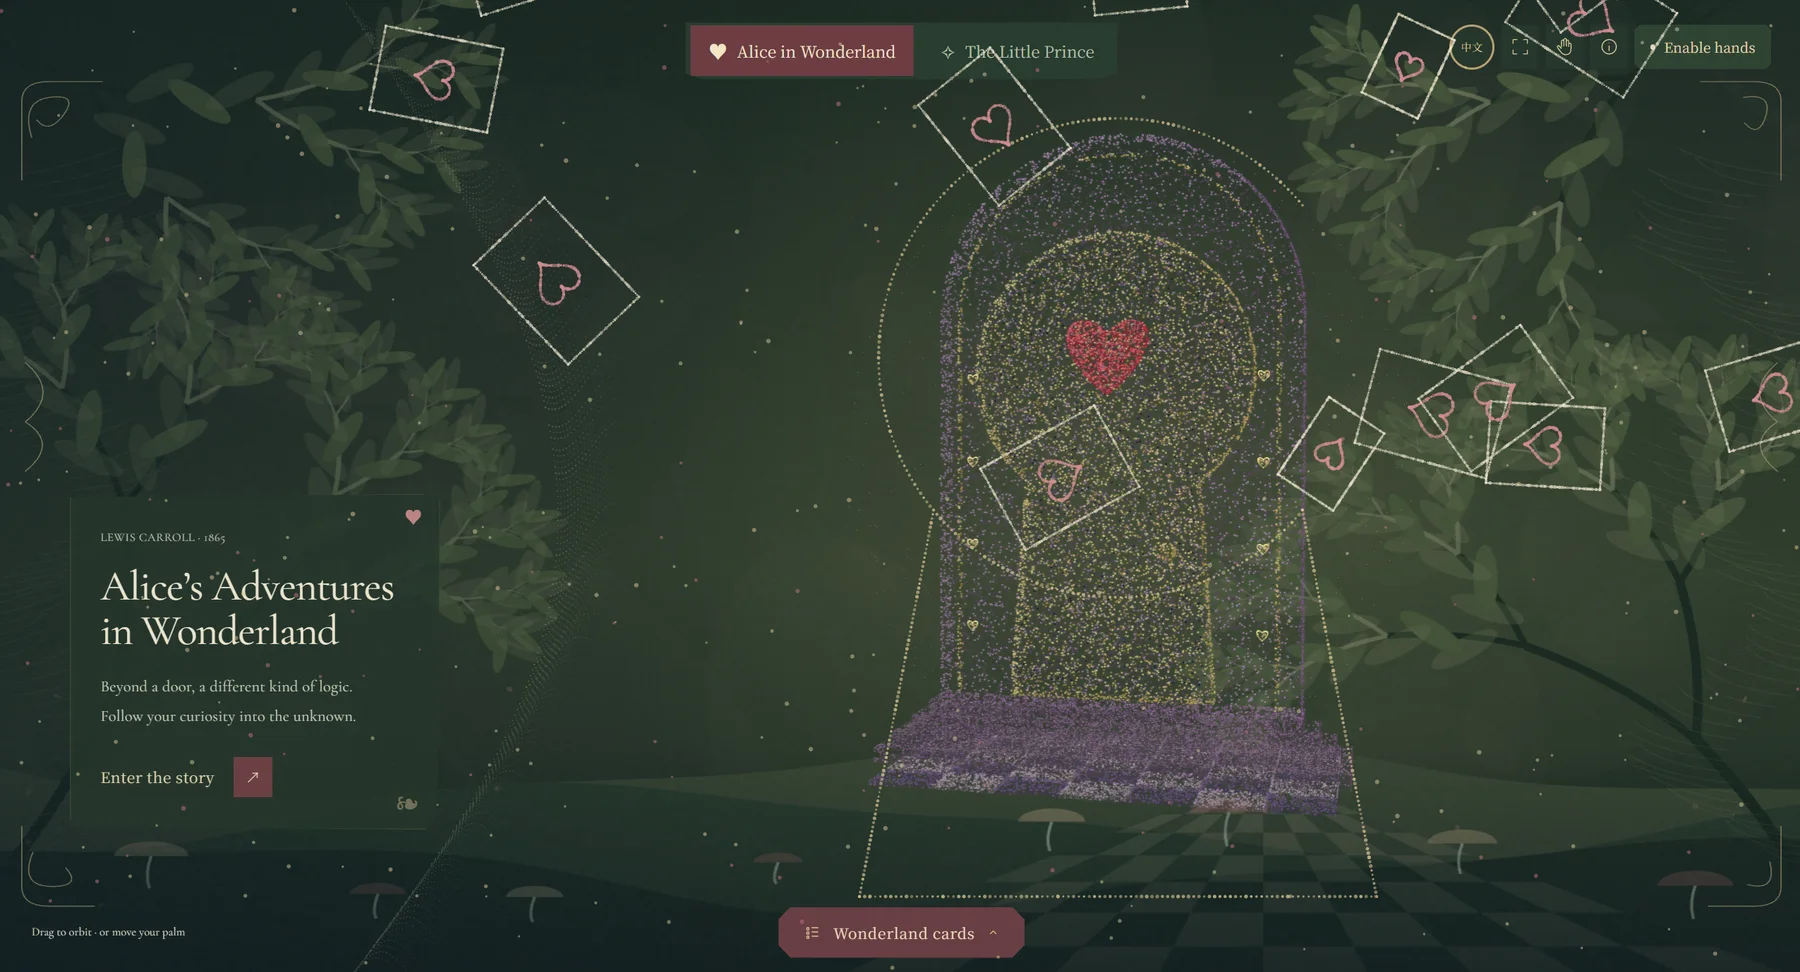 Alice in Wonderland
The Little Prince
中文
Enable hands
LEWIS CARROLL · 1865
Alice’s Adventures
in Wonderland
Beyond a door, a different kind of logic.
Follow your curiosity into the unknown.
Enter the story
Drag to orbit · or move your palm
Wonderland cards